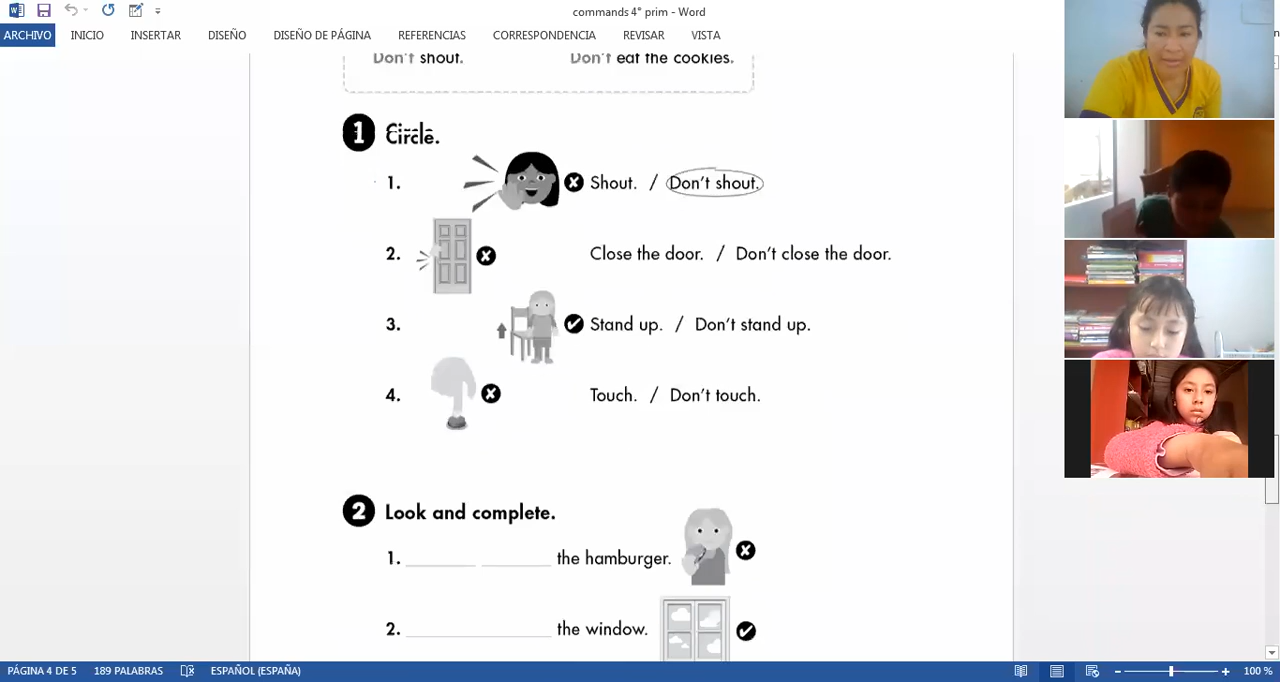 commands 4° prim - Word
ARCHIVO INICIO INSERTAR DISEÑO DISEÑO DE PÁGINA REFERENCIAS CORRESPONDENCIA REVISAR VISTA
Don't shout. Don't eat the cookies.
1 Circle.
1. Shout. / Don't shout.
2. Close the door. / Don't close the door.
3. Stand up. / Don't stand up.
4. Touch. / Don't touch.
2 Look and complete.
1. ________ ________ the hamburger.
2. ________________ the window.
PÁGINA 4 DE 5 189 PALABRAS ESPAÑOL (ESPAÑA) 100 %